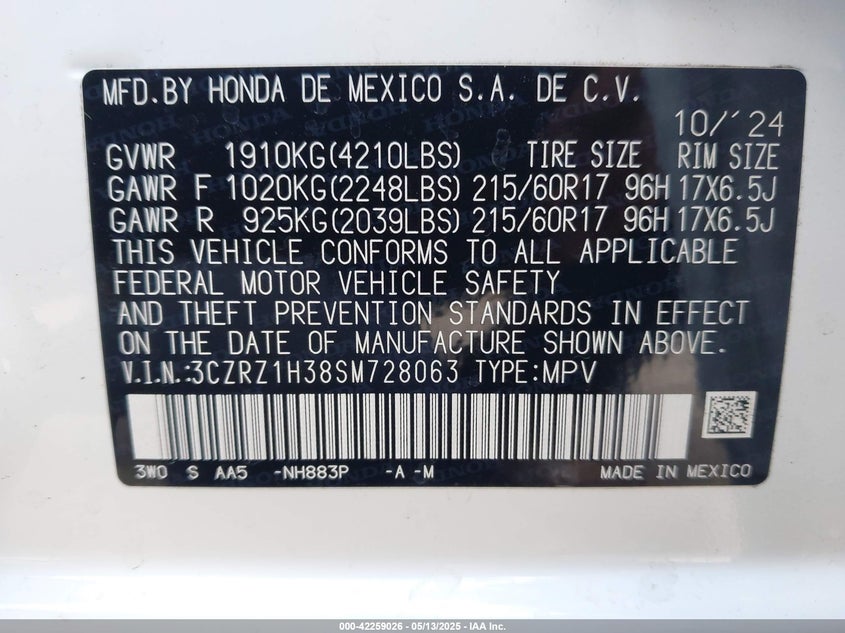 MFD.BY HONDA DE MEXICO S.A. DE C.V.
10/'24
GVWR 1910KG(4210LBS) TIRE SIZE RIM SIZE
GAWR F 1020KG(2248LBS) 215/60R17 96H 17X6.5J
GAWR R 925KG(2039LBS) 215/60R17 96H 17X6.5J
THIS VEHICLE CONFORMS TO ALL APPLICABLE
FEDERAL MOTOR VEHICLE SAFETY
AND THEFT PREVENTION STANDARDS IN EFFECT
ON THE DATE OF MANUFACTURE SHOWN ABOVE.
V.I.N.:3CZRZ1H38SM728063 TYPE:MPV
3W0 S AA5 -NH883P -A -M MADE IN MEXICO
000-42259026 - 05/13/2025 - IAA Inc.